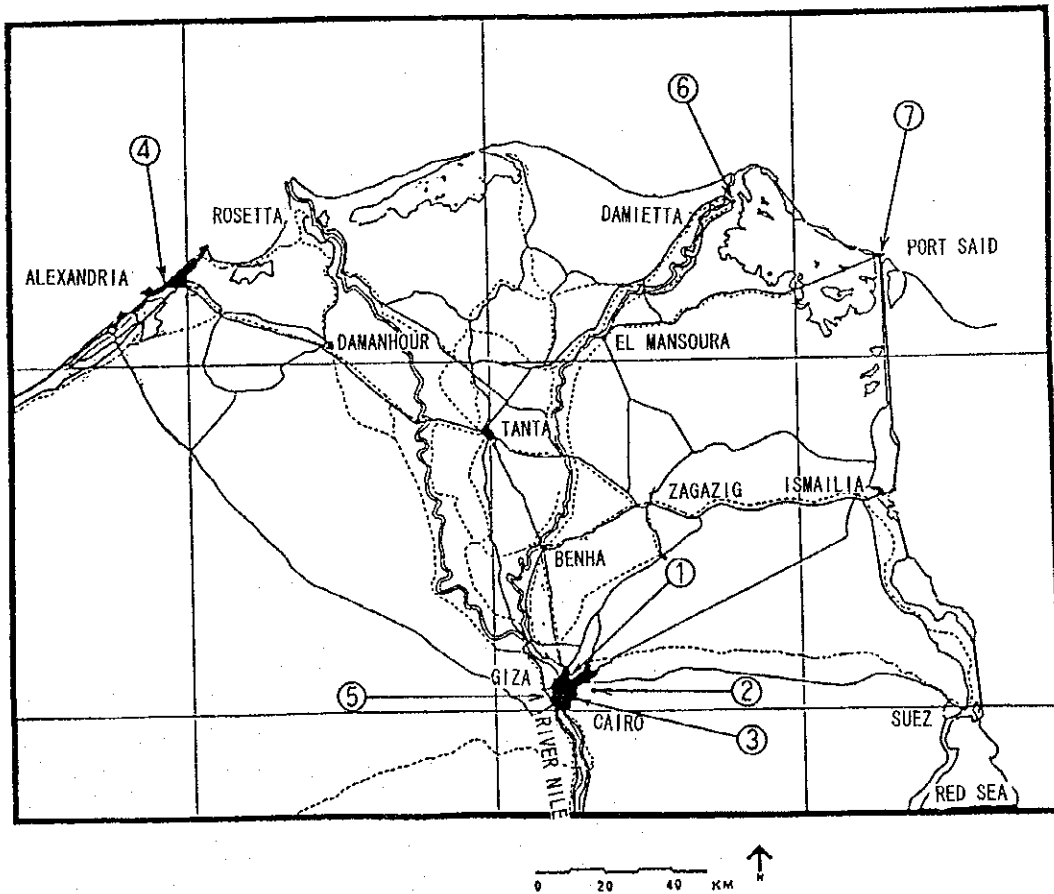 ⑥
⑦
④
ROSETTA
DAMIETTA
PORT SAID
ALEXANDRIA
DAMANHOUR
EL MANSOURA
TANTA
ZAGAZIG
ISMAILIA
BENHA
①
GIZA
⑤
②
CAIRO
③
SUEZ
RIVER NILE
RED SEA
0 20 40 KM
N